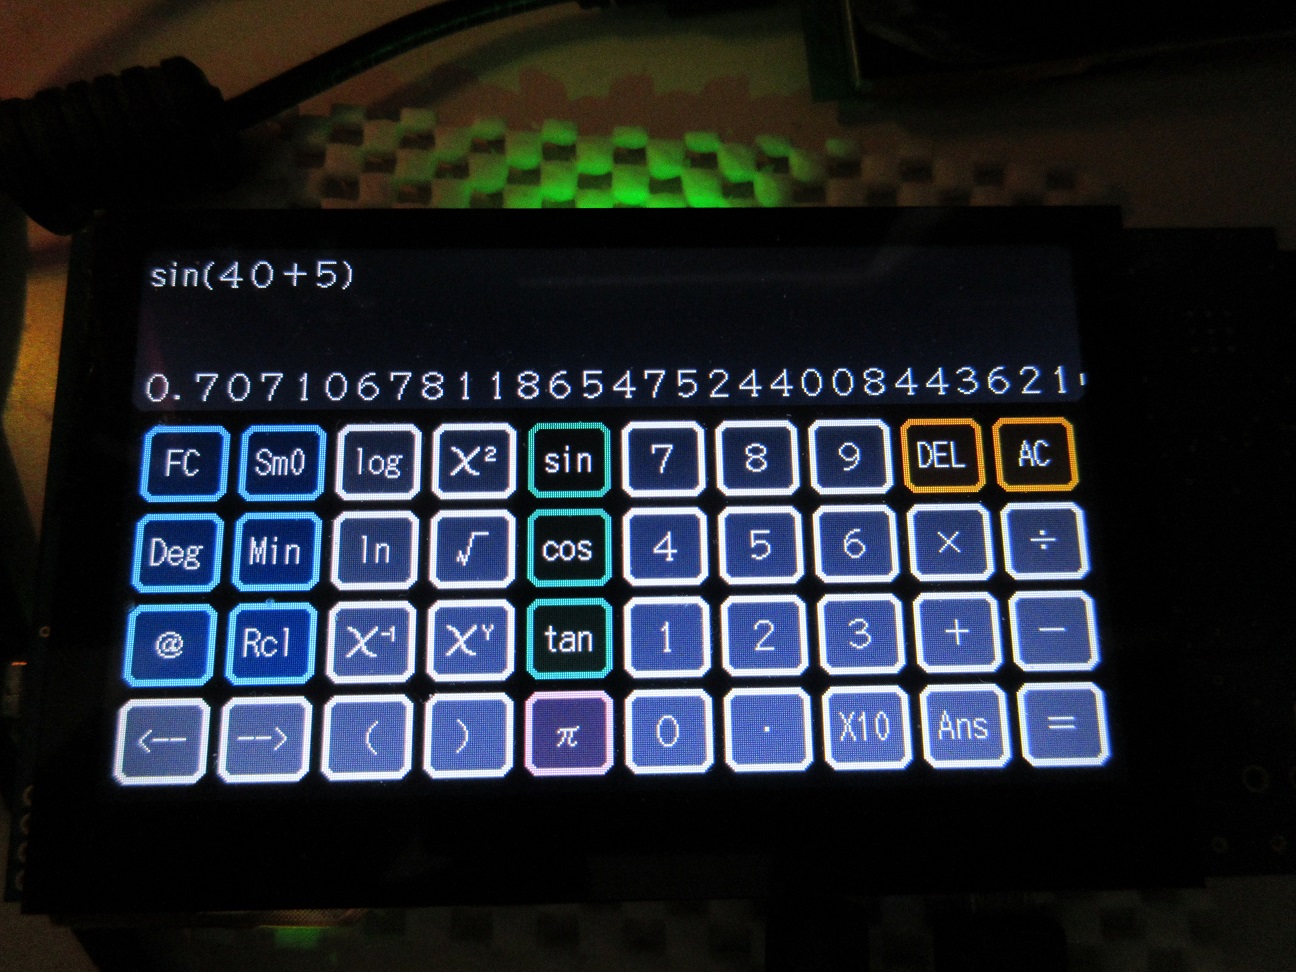 sin(40+5)
0.7071067811865475244008443621
FC Sm0 log X² sin 7 8 9 DEL AC
Deg Min ln √ cos 4 5 6 × ÷
@ Rcl X⁻¹ Xʸ tan 1 2 3 + −
<-- --> ( ) π 0 · X10 Ans =